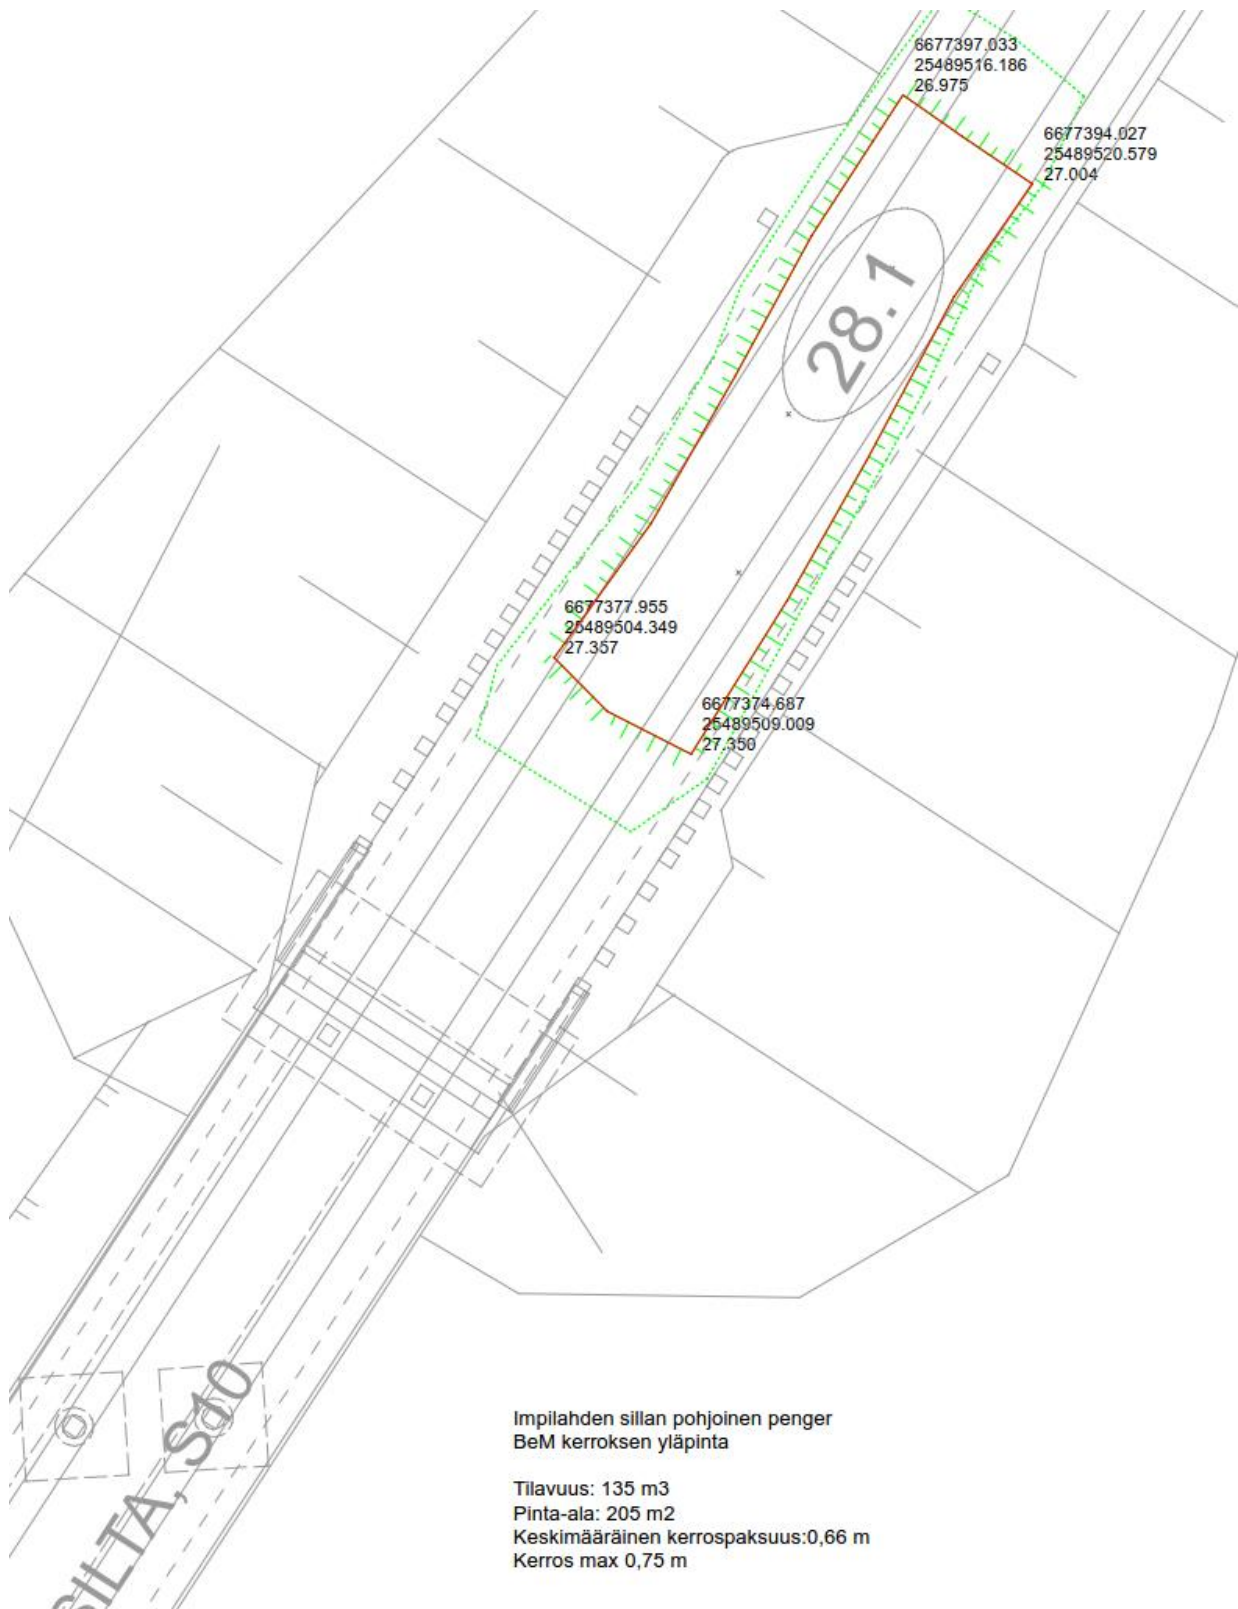 6677397.033
25489516.186
26.975
6677394.027
25489520.579
27.004
28.1
6677377.955
25489504.349
27.357
6677374.687
25489509.009
27.350
SILTA, S10
Impilahden sillan pohjoinen penger
BeM kerroksen yläpinta
Tilavuus: 135 m3
Pinta-ala: 205 m2
Keskimääräinen kerrospaksuus:0,66 m
Kerros max 0,75 m